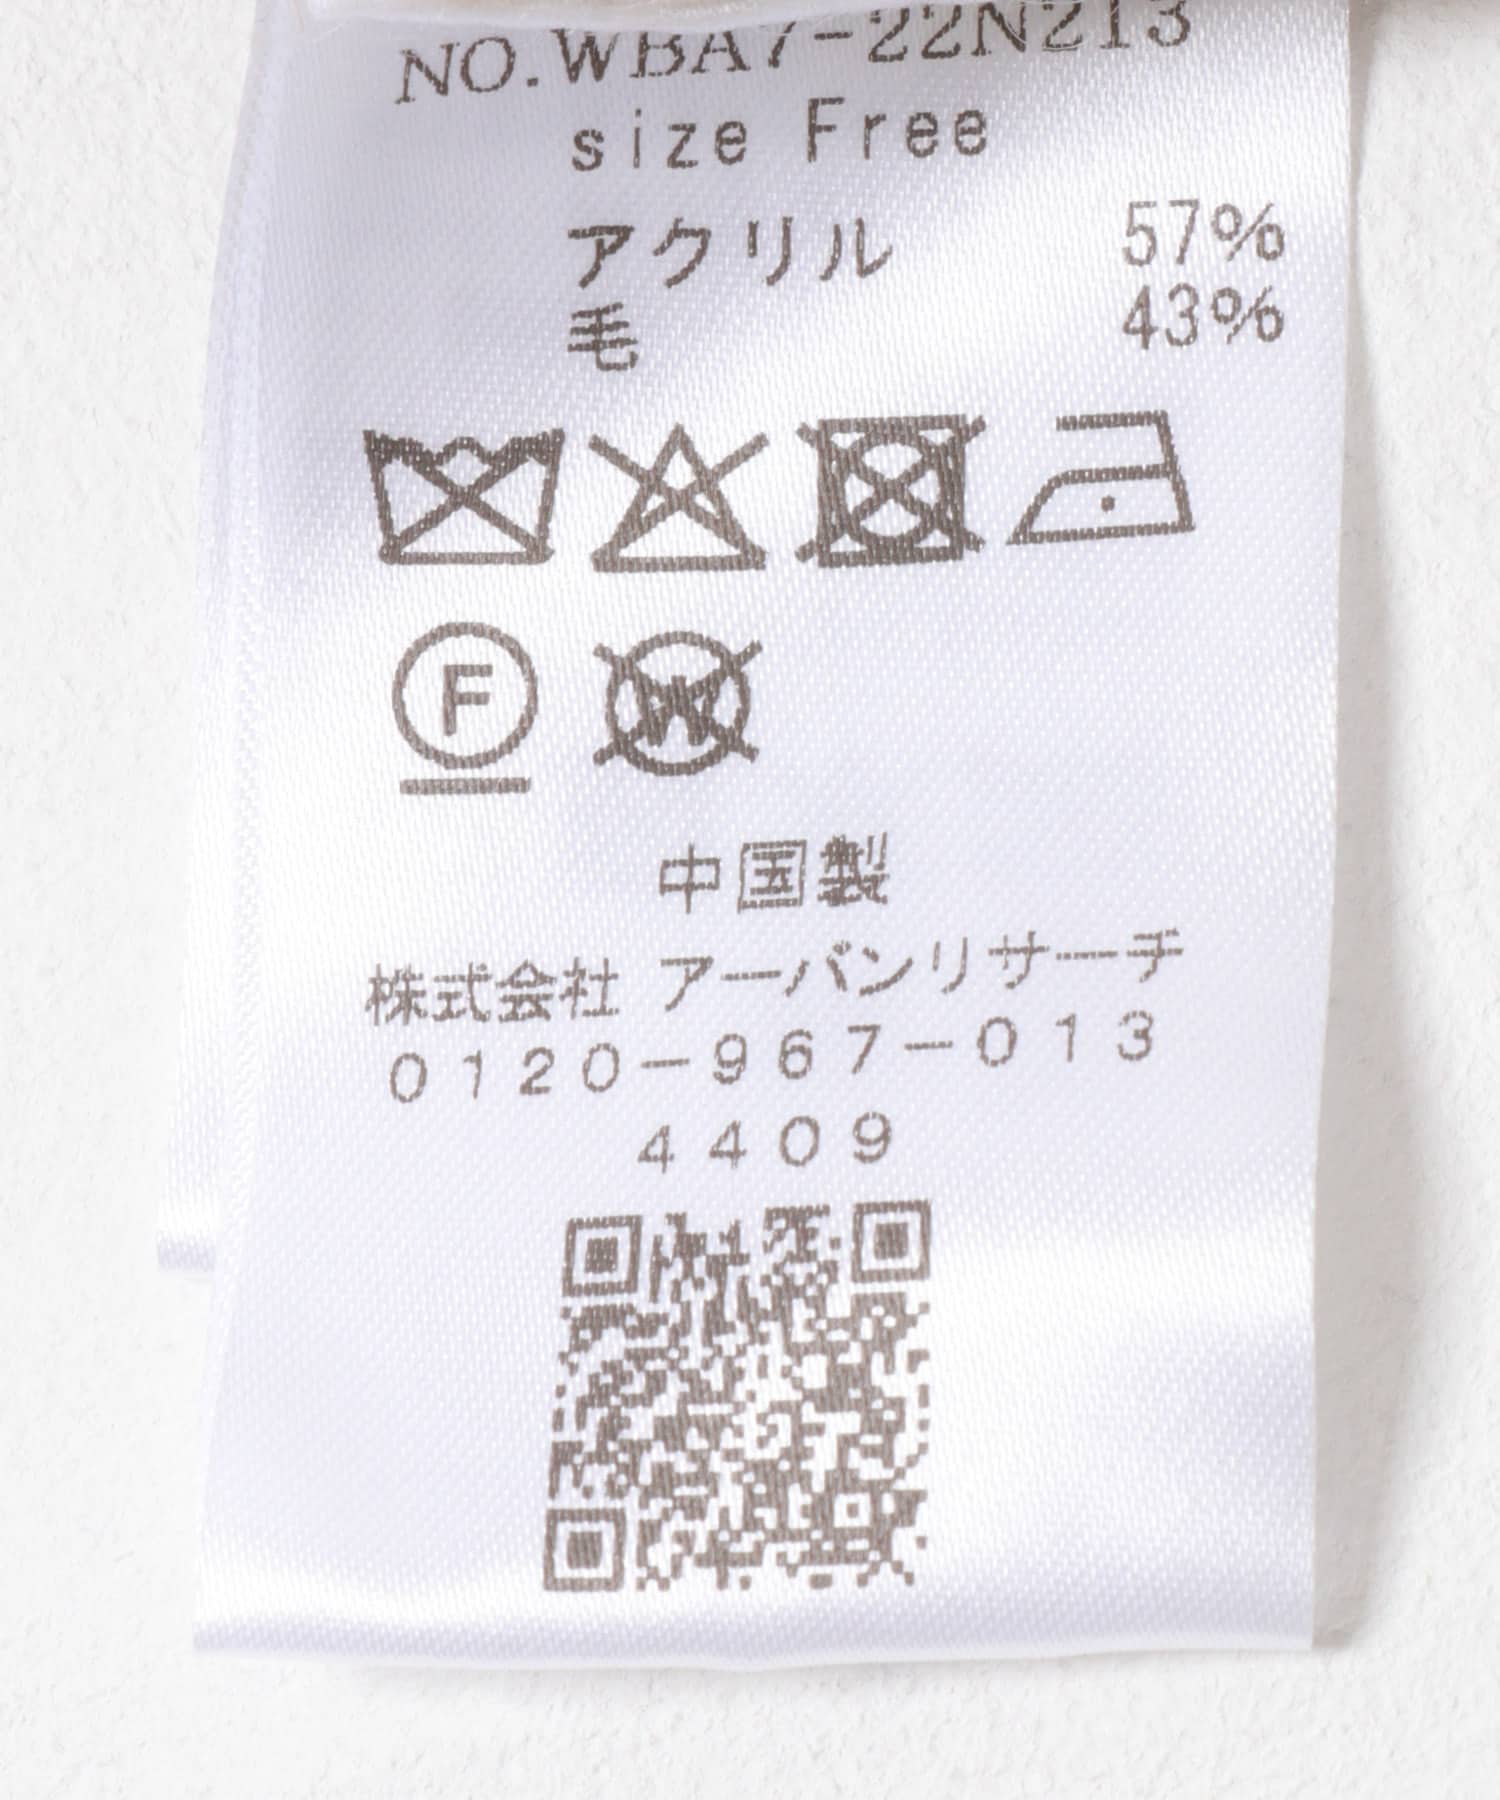 NO.WBA7-22N213
size Free
アクリル 57%
毛 43%
F W
中国製
株式会社 アーバンリサーチ
0120-967-013
4409